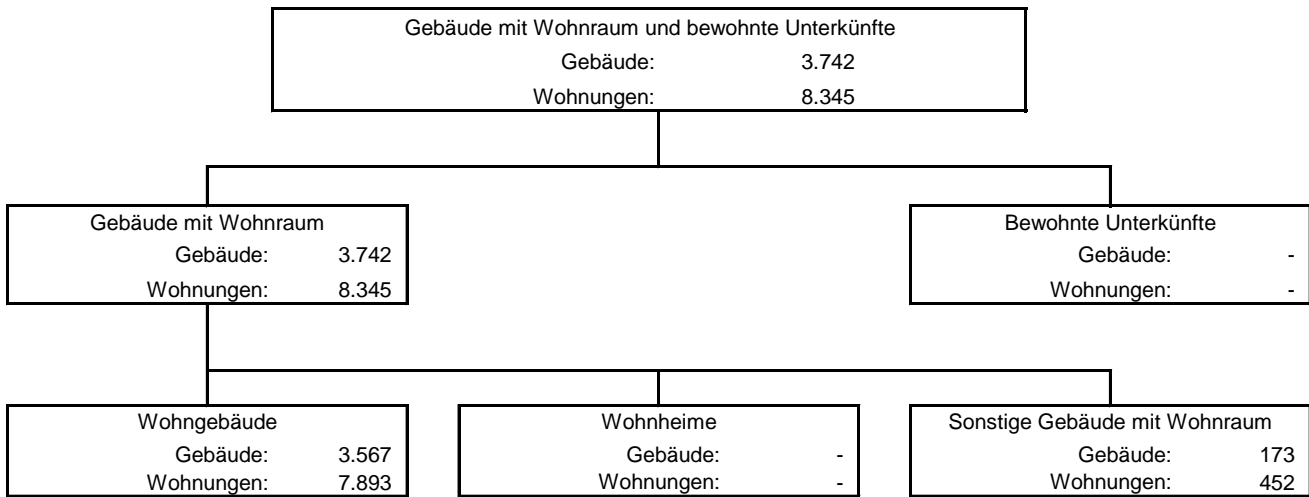 Gebäude mit Wohnraum und bewohnte Unterkünfte
Gebäude: 3.742
Wohnungen: 8.345
Gebäude mit Wohnraum
Gebäude: 3.742
Wohnungen: 8.345
Bewohnte Unterkünfte
Gebäude: -
Wohnungen: -
Wohngebäude
Gebäude: 3.567
Wohnungen: 7.893
Wohnheime
Gebäude: -
Wohnungen: -
Sonstige Gebäude mit Wohnraum
Gebäude: 173
Wohnungen: 452